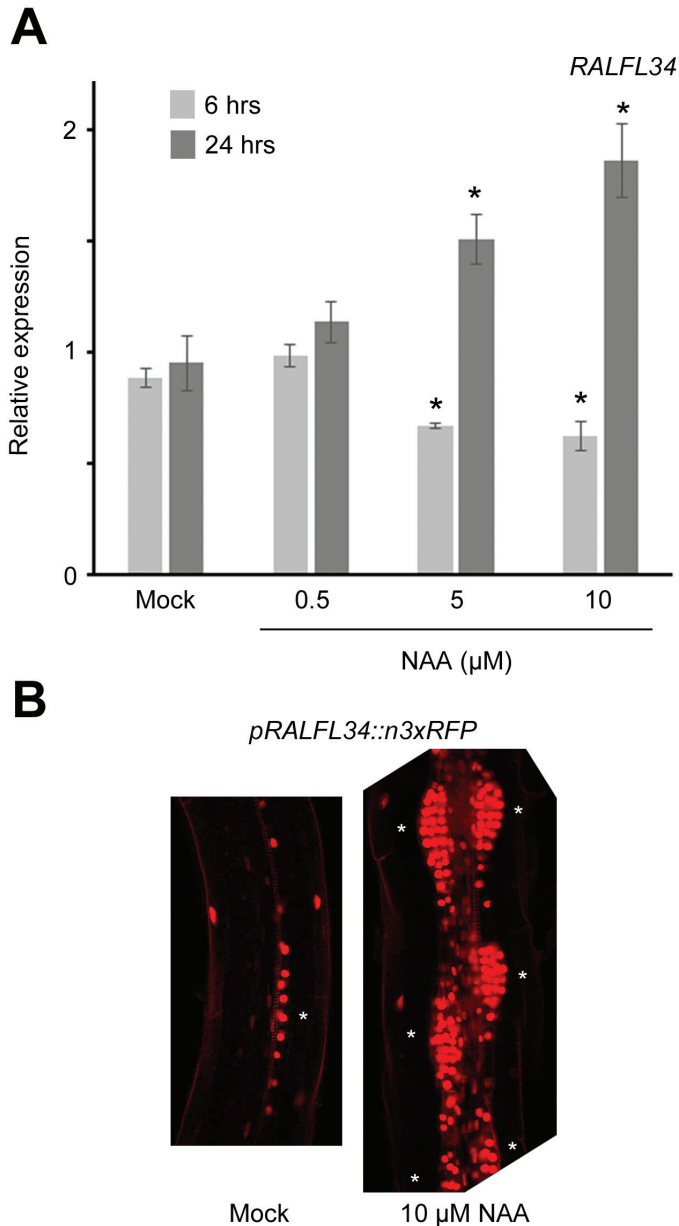 A
RALFL34
6 hrs
24 hrs
*
*
*
*
2
1
0
Relative expression
Mock 0.5 5 10
NAA (µM)
B
pRALFL34::n3xRFP
*
*
*
*
*
*
*
Mock 10 µM NAA